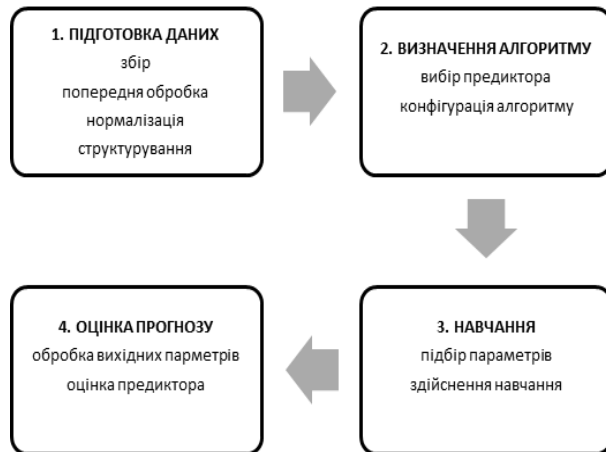 1. ПІДГОТОВКА ДАНИХ
збір
попередня обробка
нормалізація
структурування
2. ВИЗНАЧЕННЯ АЛГОРИТМУ
вибір предиктора
конфігурація алгоритму
3. НАВЧАННЯ
підбір параметрів
здійснення навчання
4. ОЦІНКА ПРОГНОЗУ
обробка вихідних парметрів
оцінка предиктора